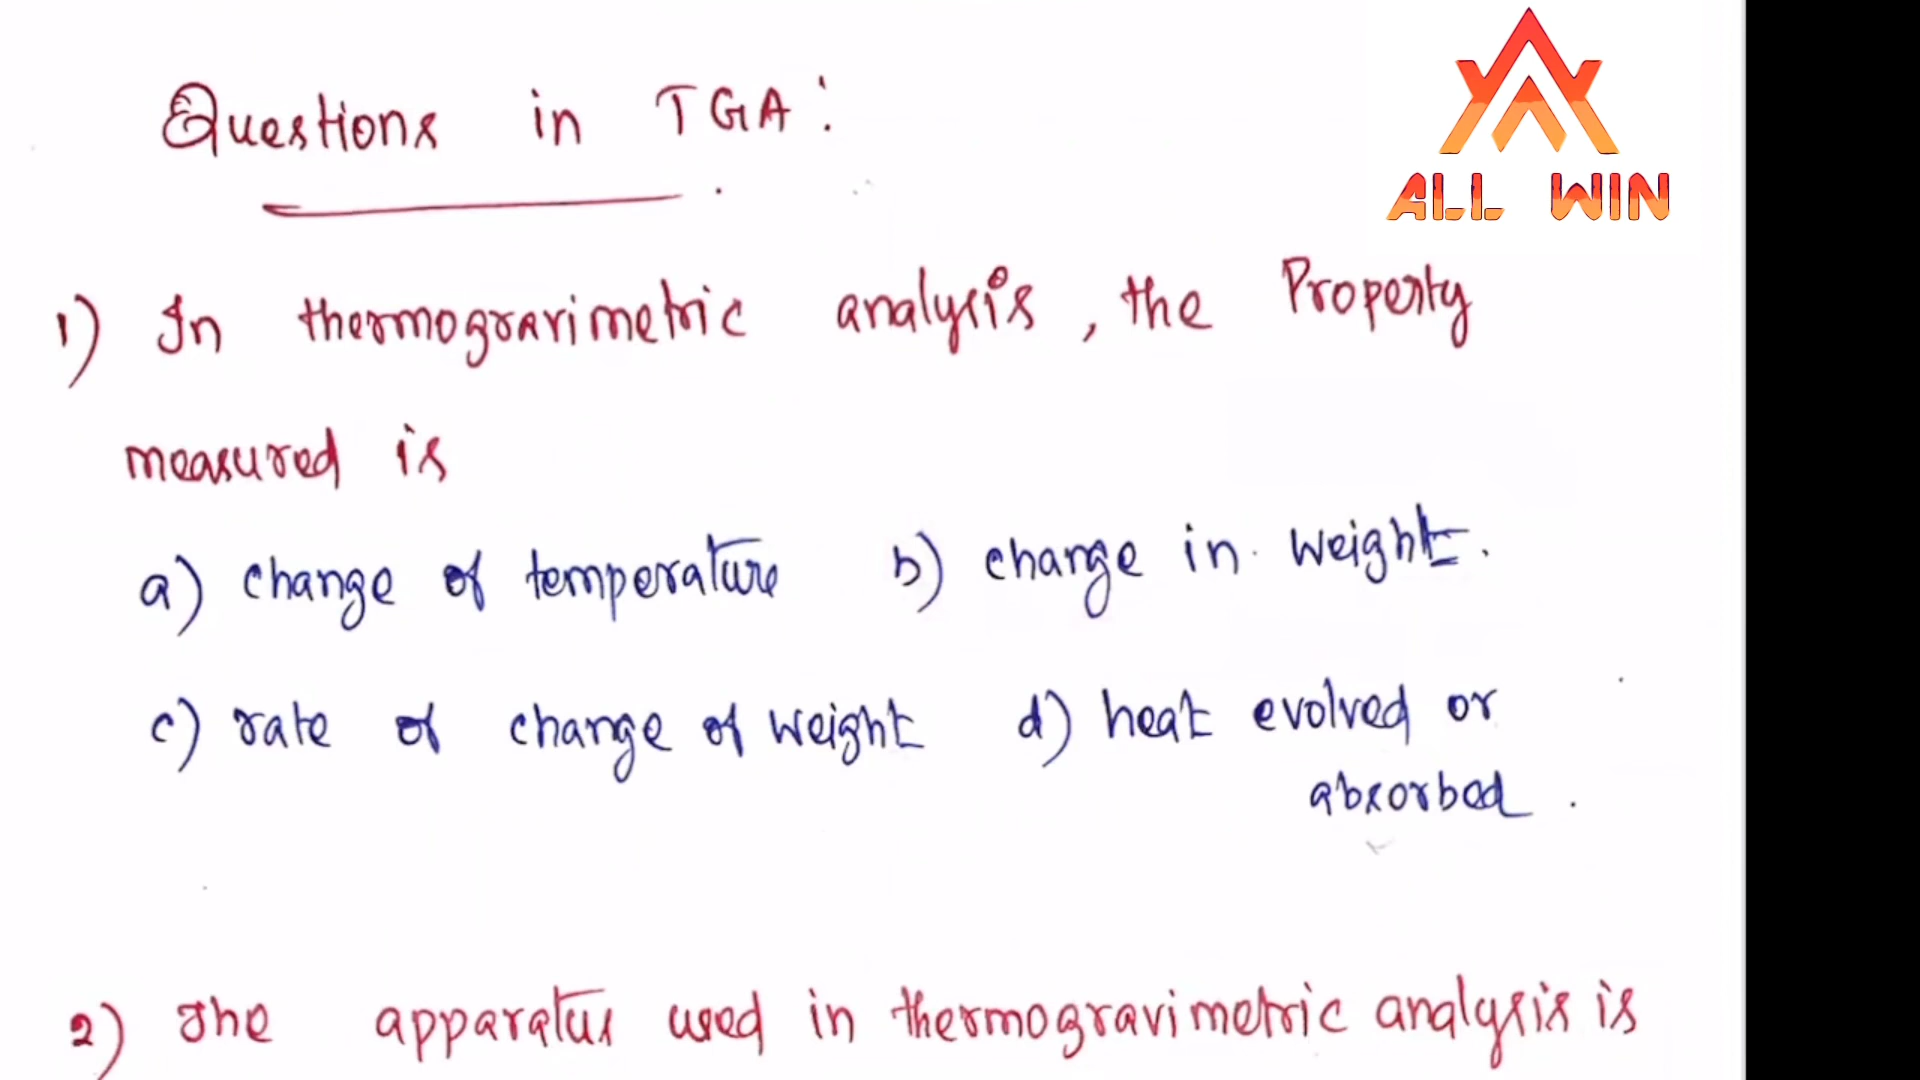 Questions in TGA:
ALL WIN
1) In thermogravimetric analysis, the Property
measured is
a) change of temperature b) change in weight.
c) rate of change of weight d) heat evolved or
absorbed.
2) The apparatus used in thermogravimetric analysis is